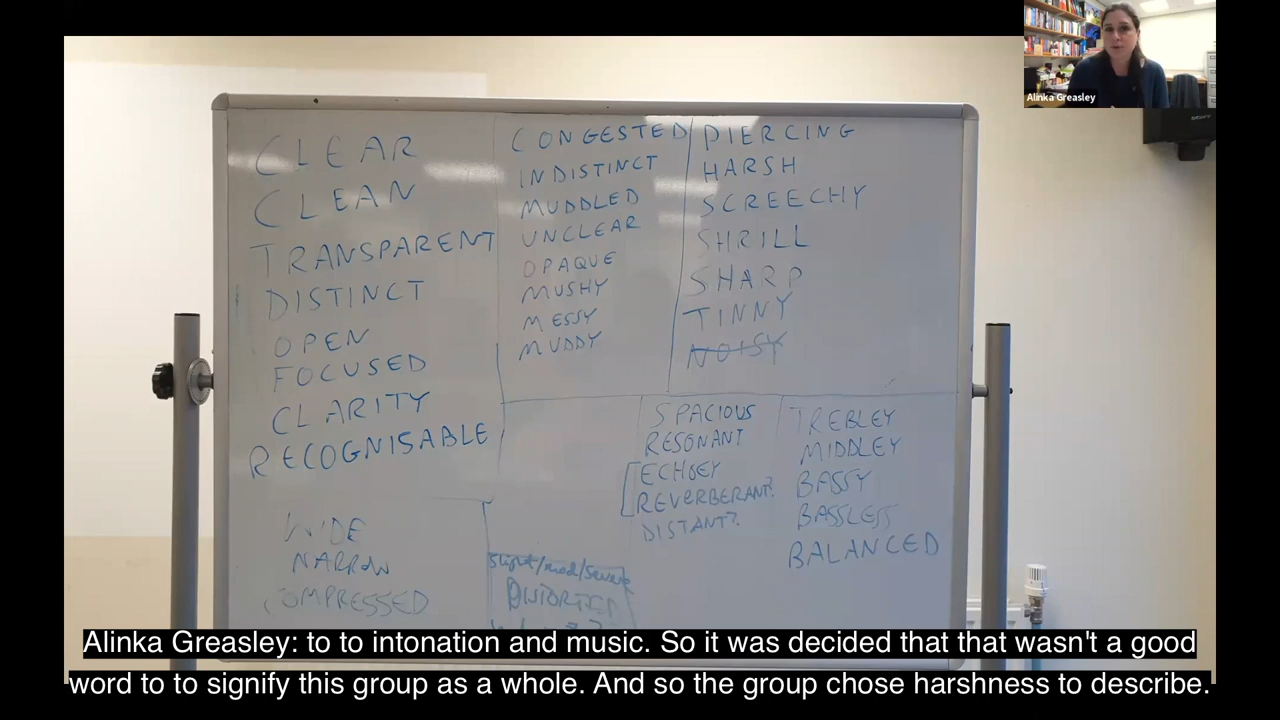 Alinka Greasley
SONY
CLEAR
CLEAN
TRANSPARENT
DISTINCT
OPEN
FOCUSED
CLARITY
RECOGNISABLE
CONGESTED
INDISTINCT
MUDDLED
UNCLEAR
OPAQUE
MUSHY
MESSY
MUDDY
PIERCING
HARSH
SCREECHY
SHRILL
SHARP
TINNY
NOISY
WIDE
NARROW
COMPRESSED
slight/mod/severe
DISTORTED
SPACIOUS
RESONANT
ECHOEY
REVERBERANT?
DISTANT?
TREBLEY
MIDDLEY
BASSY
BASSLESS
BALANCED
Alinka Greasley: to to intonation and music. So it was decided that that wasn't a good
word to to signify this group as a whole. And so the group chose harshness to describe.